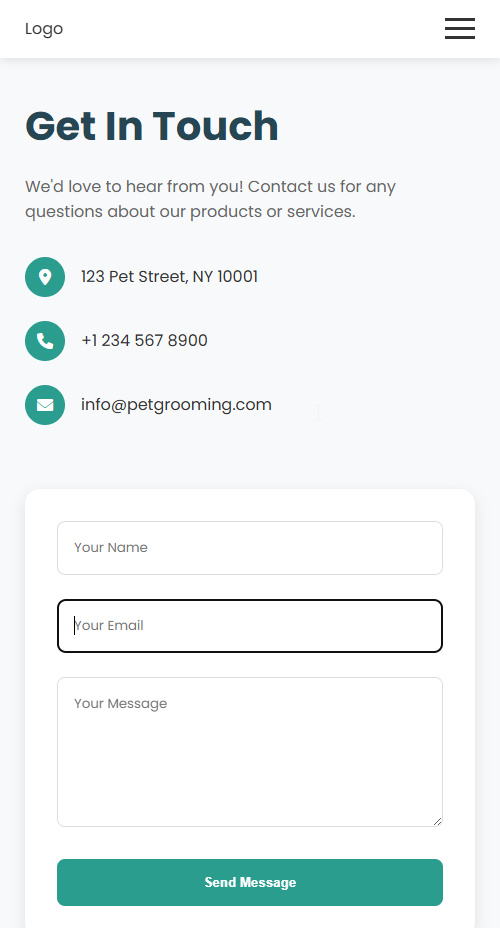 Logo
Get In Touch
We'd love to hear from you! Contact us for any
questions about our products or services.
123 Pet Street, NY 10001
+1 234 567 8900
info@petgrooming.com
Your Name
Your Email
Your Message
Send Message